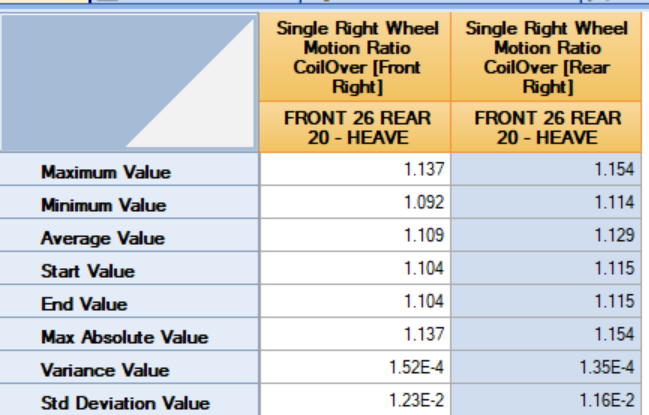 Single Right Wheel Motion Ratio CoilOver [Front Right] Single Right Wheel Motion Ratio CoilOver [Rear Right]
FRONT 26 REAR 20 - HEAVE FRONT 26 REAR 20 - HEAVE
Maximum Value 1.137 1.154
Minimum Value 1.092 1.114
Average Value 1.109 1.129
Start Value 1.104 1.115
End Value 1.104 1.115
Max Absolute Value 1.137 1.154
Variance Value 1.52E-4 1.35E-4
Std Deviation Value 1.23E-2 1.16E-2